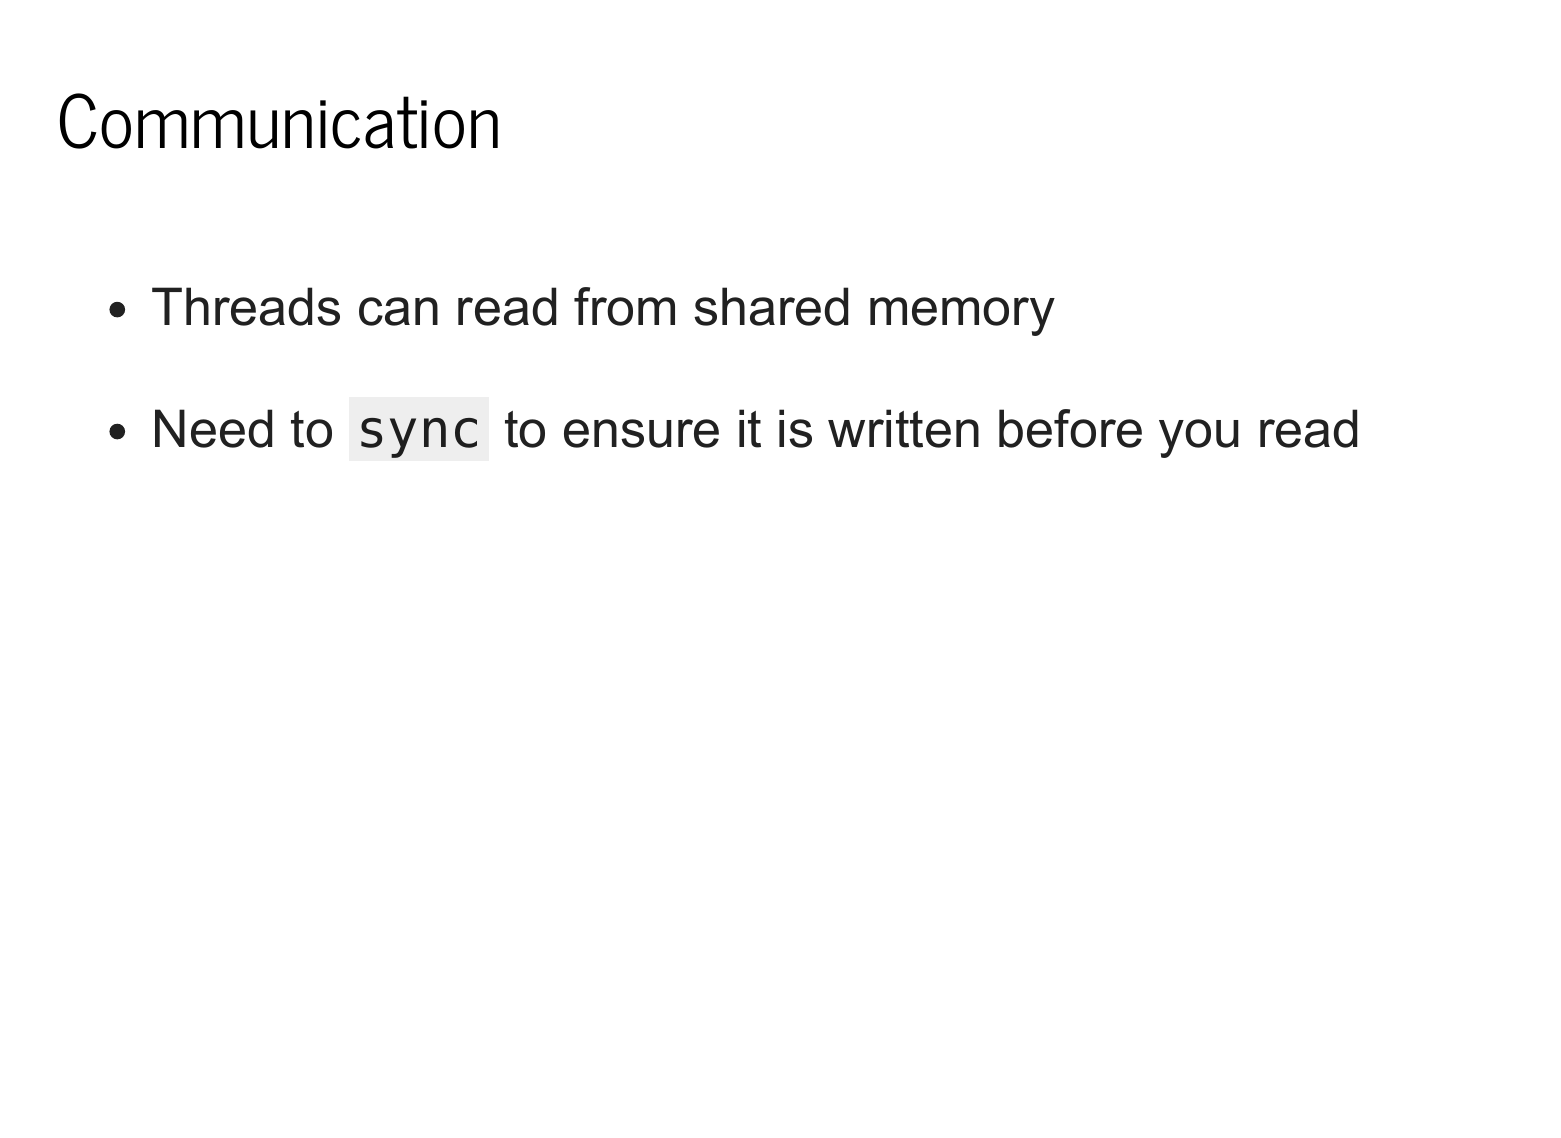 Communication
Threads can read from shared memory
Need to sync to ensure it is written before you read